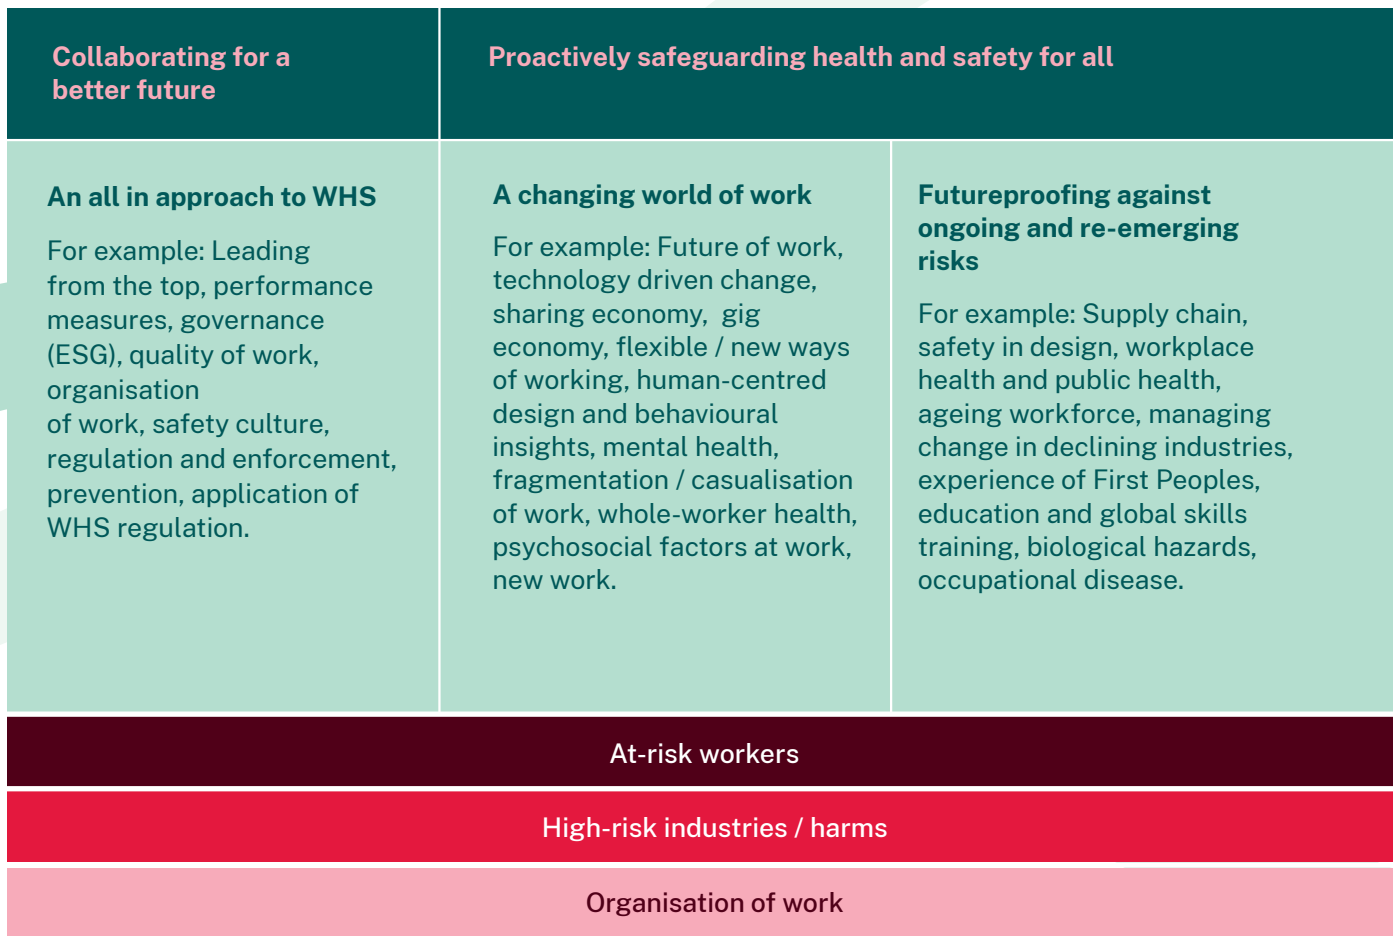 Collaborating for a
better future
Proactively safeguarding health and safety for all
An all in approach to WHS
For example: Leading
from the top, performance
measures, governance
(ESG), quality of work,
organisation
of work, safety culture,
regulation and enforcement,
prevention, application of
WHS regulation.
A changing world of work
For example: Future of work,
technology driven change,
sharing economy, gig
economy, flexible / new ways
of working, human-centred
design and behavioural
insights, mental health,
fragmentation / casualisation
of work, whole-worker health,
psychosocial factors at work,
new work.
Futureproofing against
ongoing and re-emerging
risks
For example: Supply chain,
safety in design, workplace
health and public health,
ageing workforce, managing
change in declining industries,
experience of First Peoples,
education and global skills
training, biological hazards,
occupational disease.
At-risk workers
High-risk industries / harms
Organisation of work